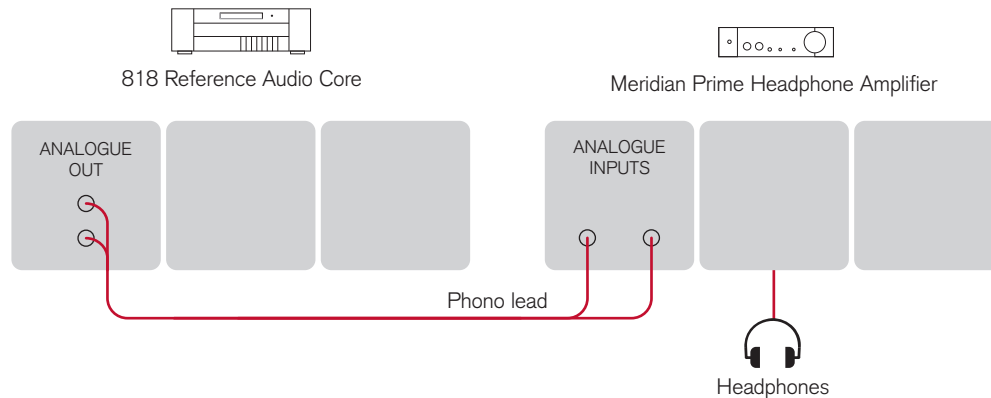 818 Reference Audio Core
Meridian Prime Headphone Amplifier
ANALOGUE
OUT
ANALOGUE
INPUTS
Phono lead
Headphones